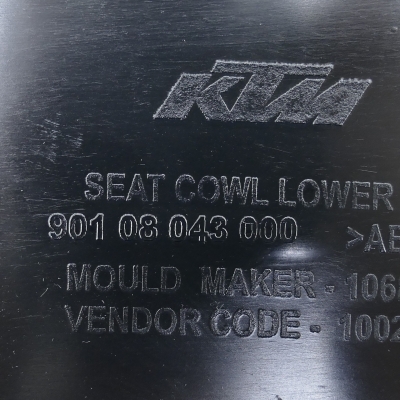 KTM
SEAT COWL LOWER
901 08 043 000 >AB
MOULD MAKER - 106
VENDOR CODE - 1002